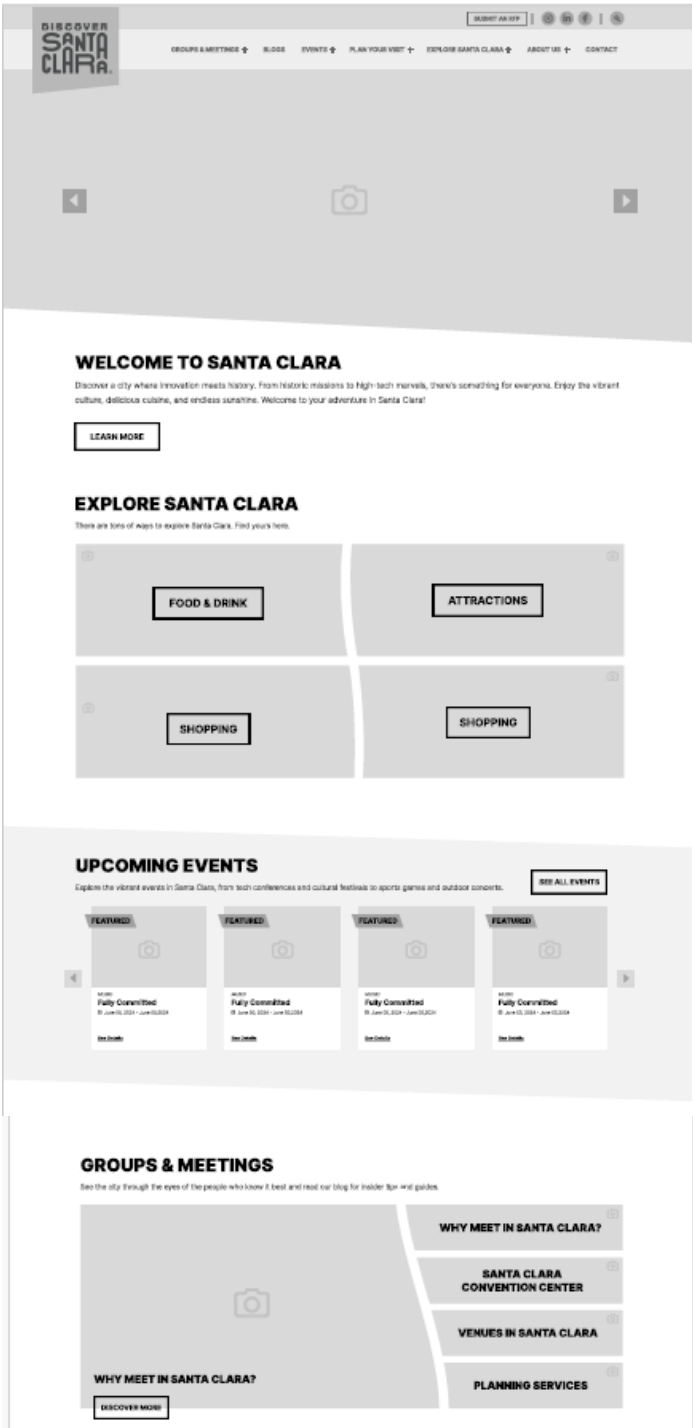 DISCOVER
SANTA
CLARA
SUBMIT AN RFP
GROUPS & MEETINGS
BLOGS
EVENTS
PLAN YOUR VISIT
EXPLORE SANTA CLARA
ABOUT US
CONTACT
WELCOME TO SANTA CLARA
Discover a city where innovation meets history. From historic missions to high-tech marvels, there's something for everyone. Enjoy the vibrant
culture, delicious cuisine, and endless sunshine. Welcome to your adventure in Santa Clara!
LEARN MORE
EXPLORE SANTA CLARA
There are tons of ways to explore Santa Clara. Find yours here.
FOOD & DRINK
ATTRACTIONS
SHOPPING
SHOPPING
UPCOMING EVENTS
Explore the vibrant events in Santa Clara, from tech conferences and cultural festivals to sports games and outdoor concerts.
SEE ALL EVENTS
FEATURED
FEATURED
FEATURED
FEATURED
Fully Committed
Fully Committed
Fully Committed
Fully Committed
See Details
See Details
See Details
See Details
GROUPS & MEETINGS
See the city through the eyes of the people who know it best and read our blog for insider tips and guides.
WHY MEET IN SANTA CLARA?
SANTA CLARA
CONVENTION CENTER
VENUES IN SANTA CLARA
PLANNING SERVICES
WHY MEET IN SANTA CLARA?
DISCOVER MORE